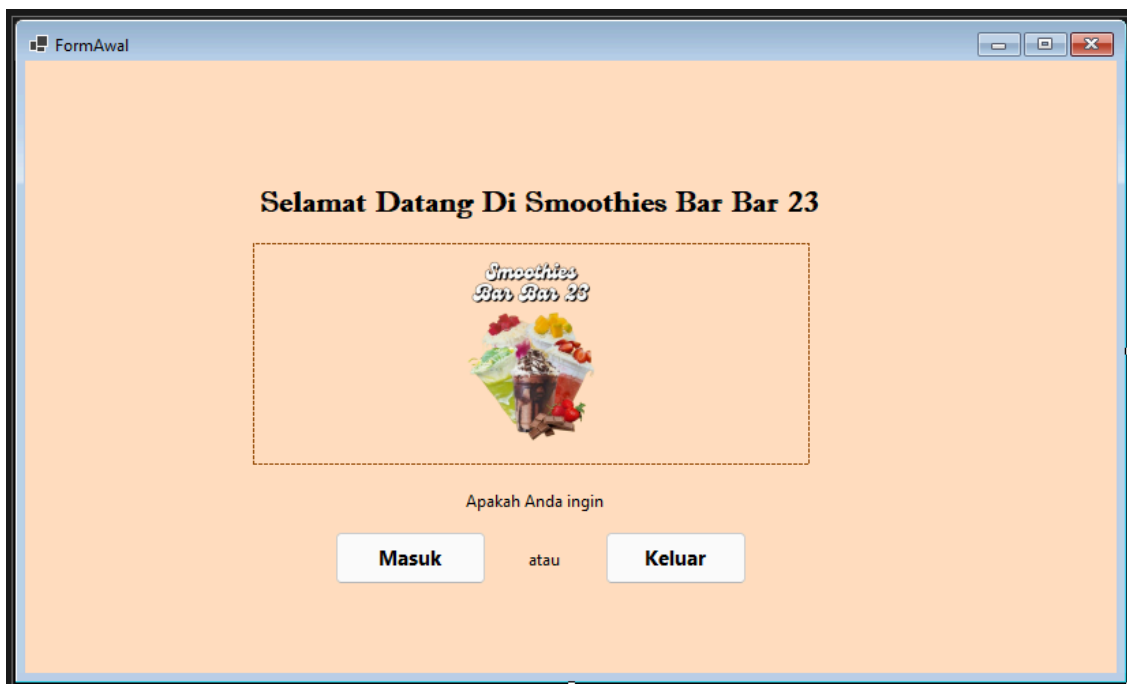 FormAwal
Selamat Datang Di Smoothies Bar Bar 23
Smoothies
Bar Bar 23
Apakah Anda ingin
Masuk atau Keluar